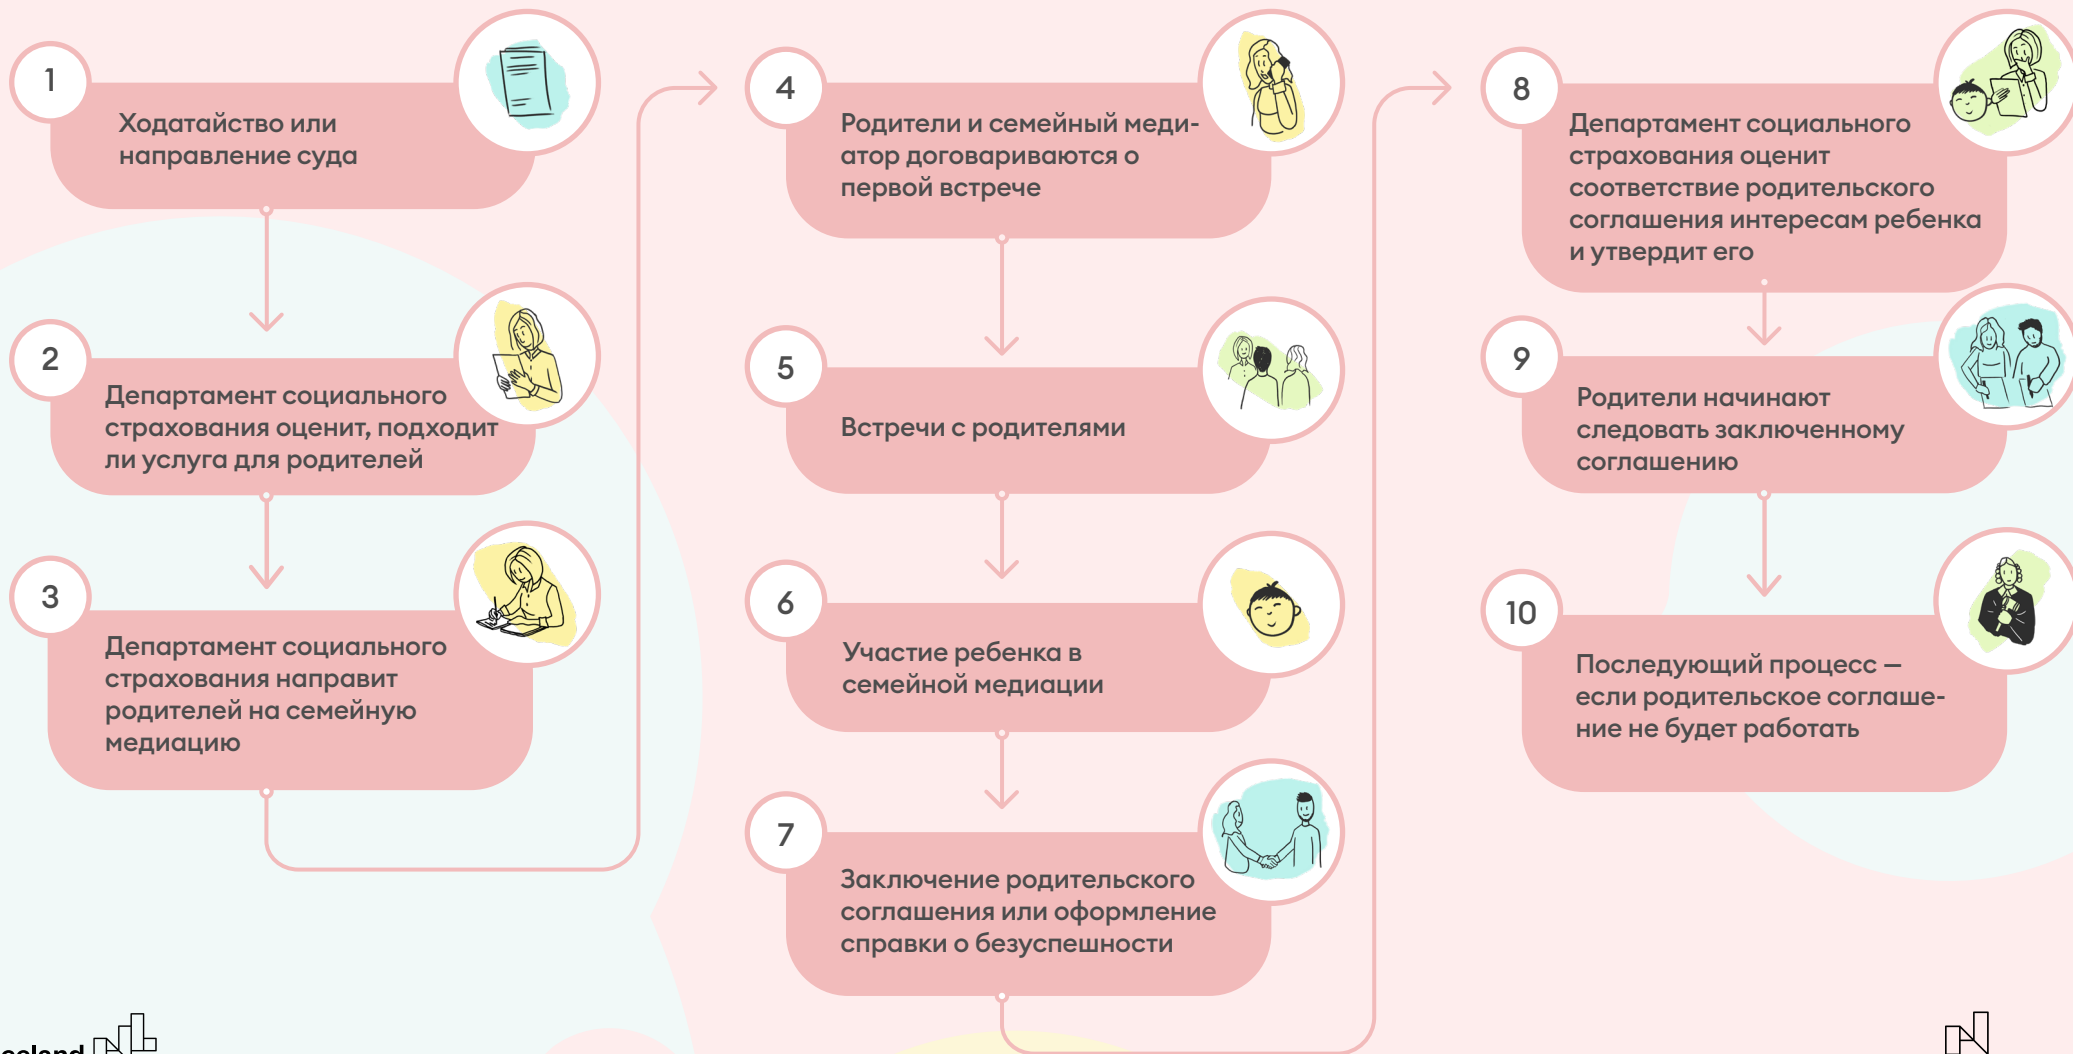 1
Ходатайство или
направление суда
2
Департамент социального
страхования оценит, подходит
ли услуга для родителей
3
Департамент социального
страхования направит
родителей на семейную
медиацию
4
Родители и семейный меди-
атор договариваются о
первой встрече
5
Встречи с родителями
6
Участие ребенка в
семейной медиации
7
Заключение родительского
соглашения или оформление
справки о безуспешности
8
Департамент социального
страхования оценит
соответствие родительского
соглашения интересам ребенка
и утвердит его
9
Родители начинают
следовать заключенному
соглашению
10
Последующий процесс —
если родительское соглаше-
ние не будет работать